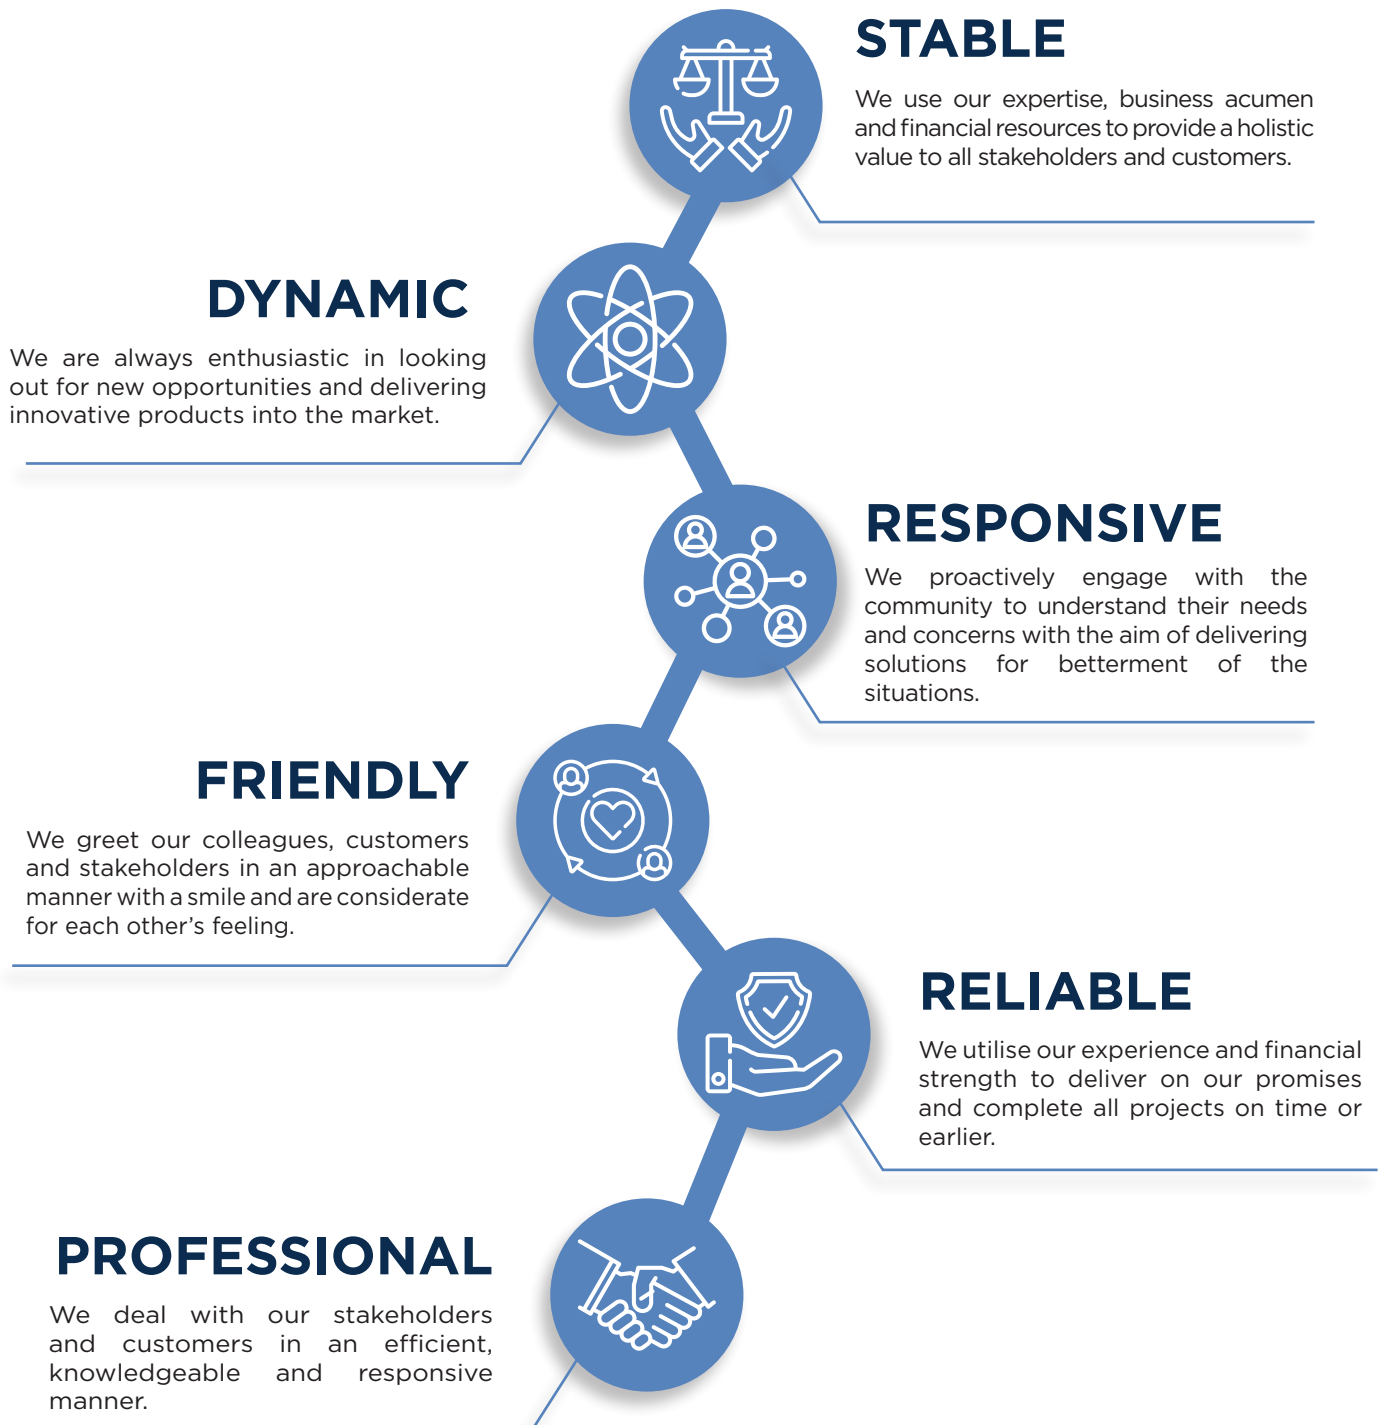 STABLE
We use our expertise, business acumen
and financial resources to provide a holistic
value to all stakeholders and customers.
DYNAMIC
We are always enthusiastic in looking
out for new opportunities and delivering
innovative products into the market.
RESPONSIVE
We proactively engage with the
community to understand their needs
and concerns with the aim of delivering
solutions for betterment of the
situations.
FRIENDLY
We greet our colleagues, customers
and stakeholders in an approachable
manner with a smile and are considerate
for each other’s feeling.
RELIABLE
We utilise our experience and financial
strength to deliver on our promises
and complete all projects on time or
earlier.
PROFESSIONAL
We deal with our stakeholders
and customers in an efficient,
knowledgeable and responsive
manner.